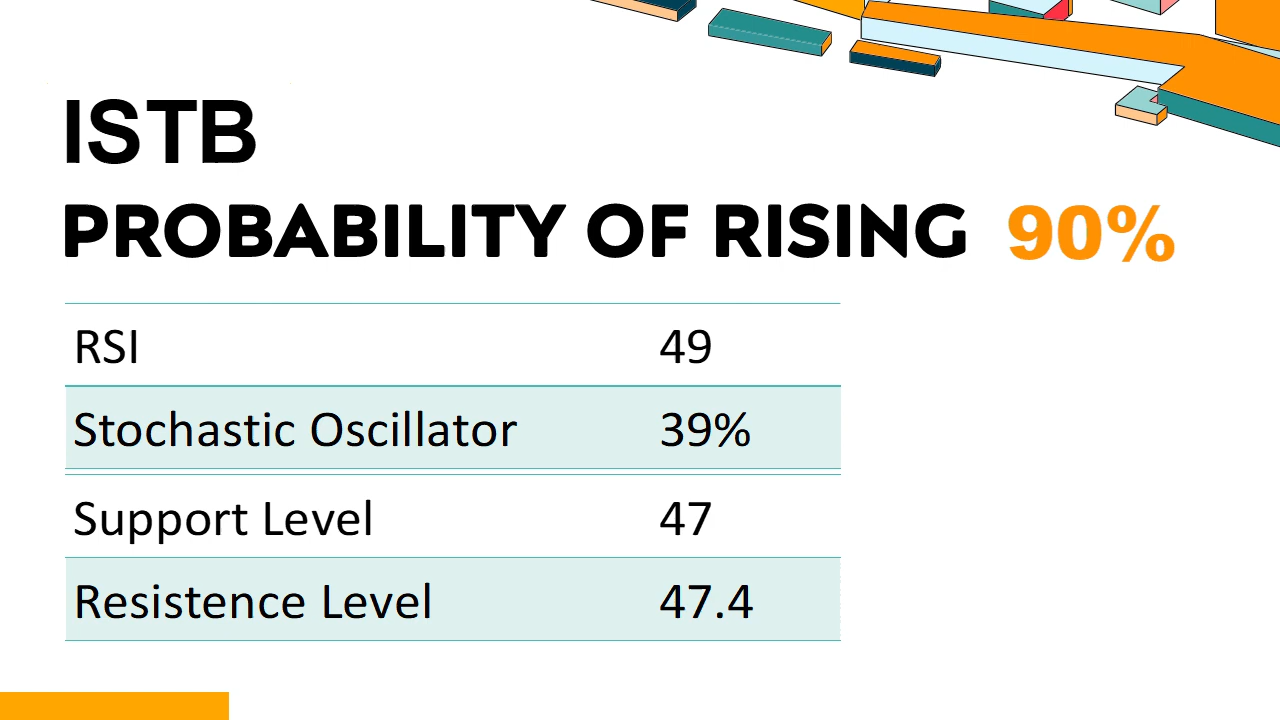 ISTB
PROBABILITY OF RISING 90%
RSI 49
Stochastic Oscillator 39%
Support Level 47
Resistence Level 47.4